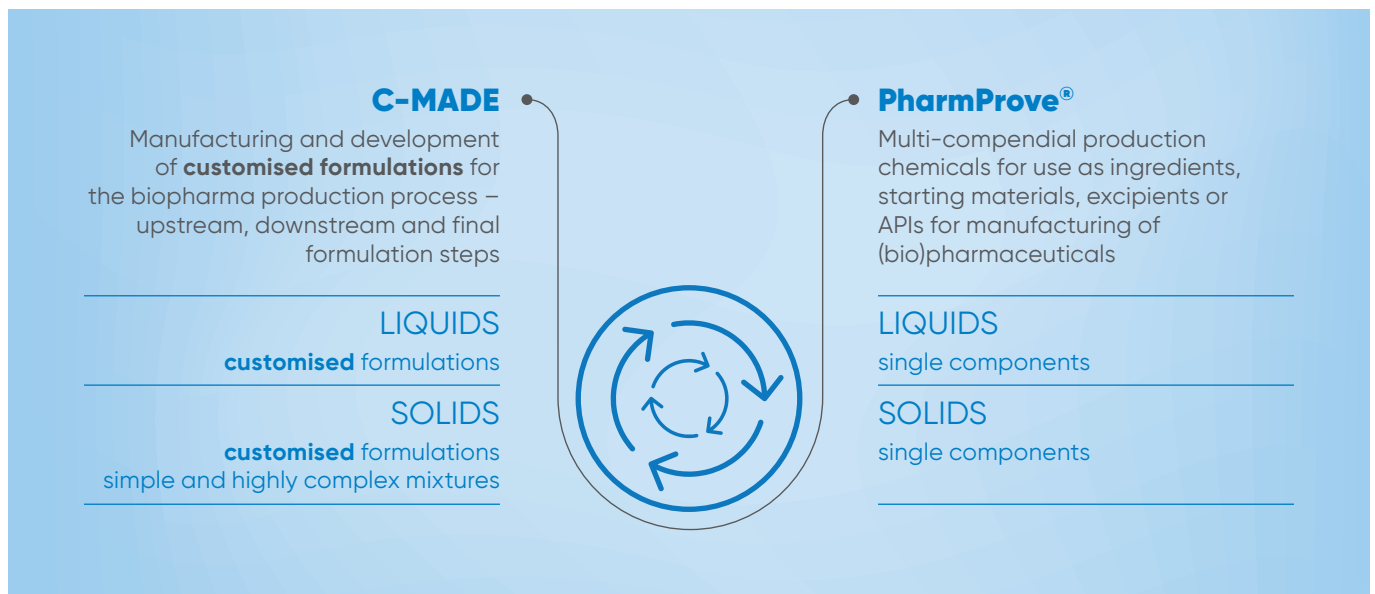 C-MADE
Manufacturing and development
of customised formulations for
the biopharma production process –
upstream, downstream and final
formulation steps
LIQUIDS
customised formulations
SOLIDS
customised formulations
simple and highly complex mixtures
PharmProve®
Multi-compendial production
chemicals for use as ingredients,
starting materials, excipients or
APIs for manufacturing of
(bio)pharmaceuticals
LIQUIDS
single components
SOLIDS
single components